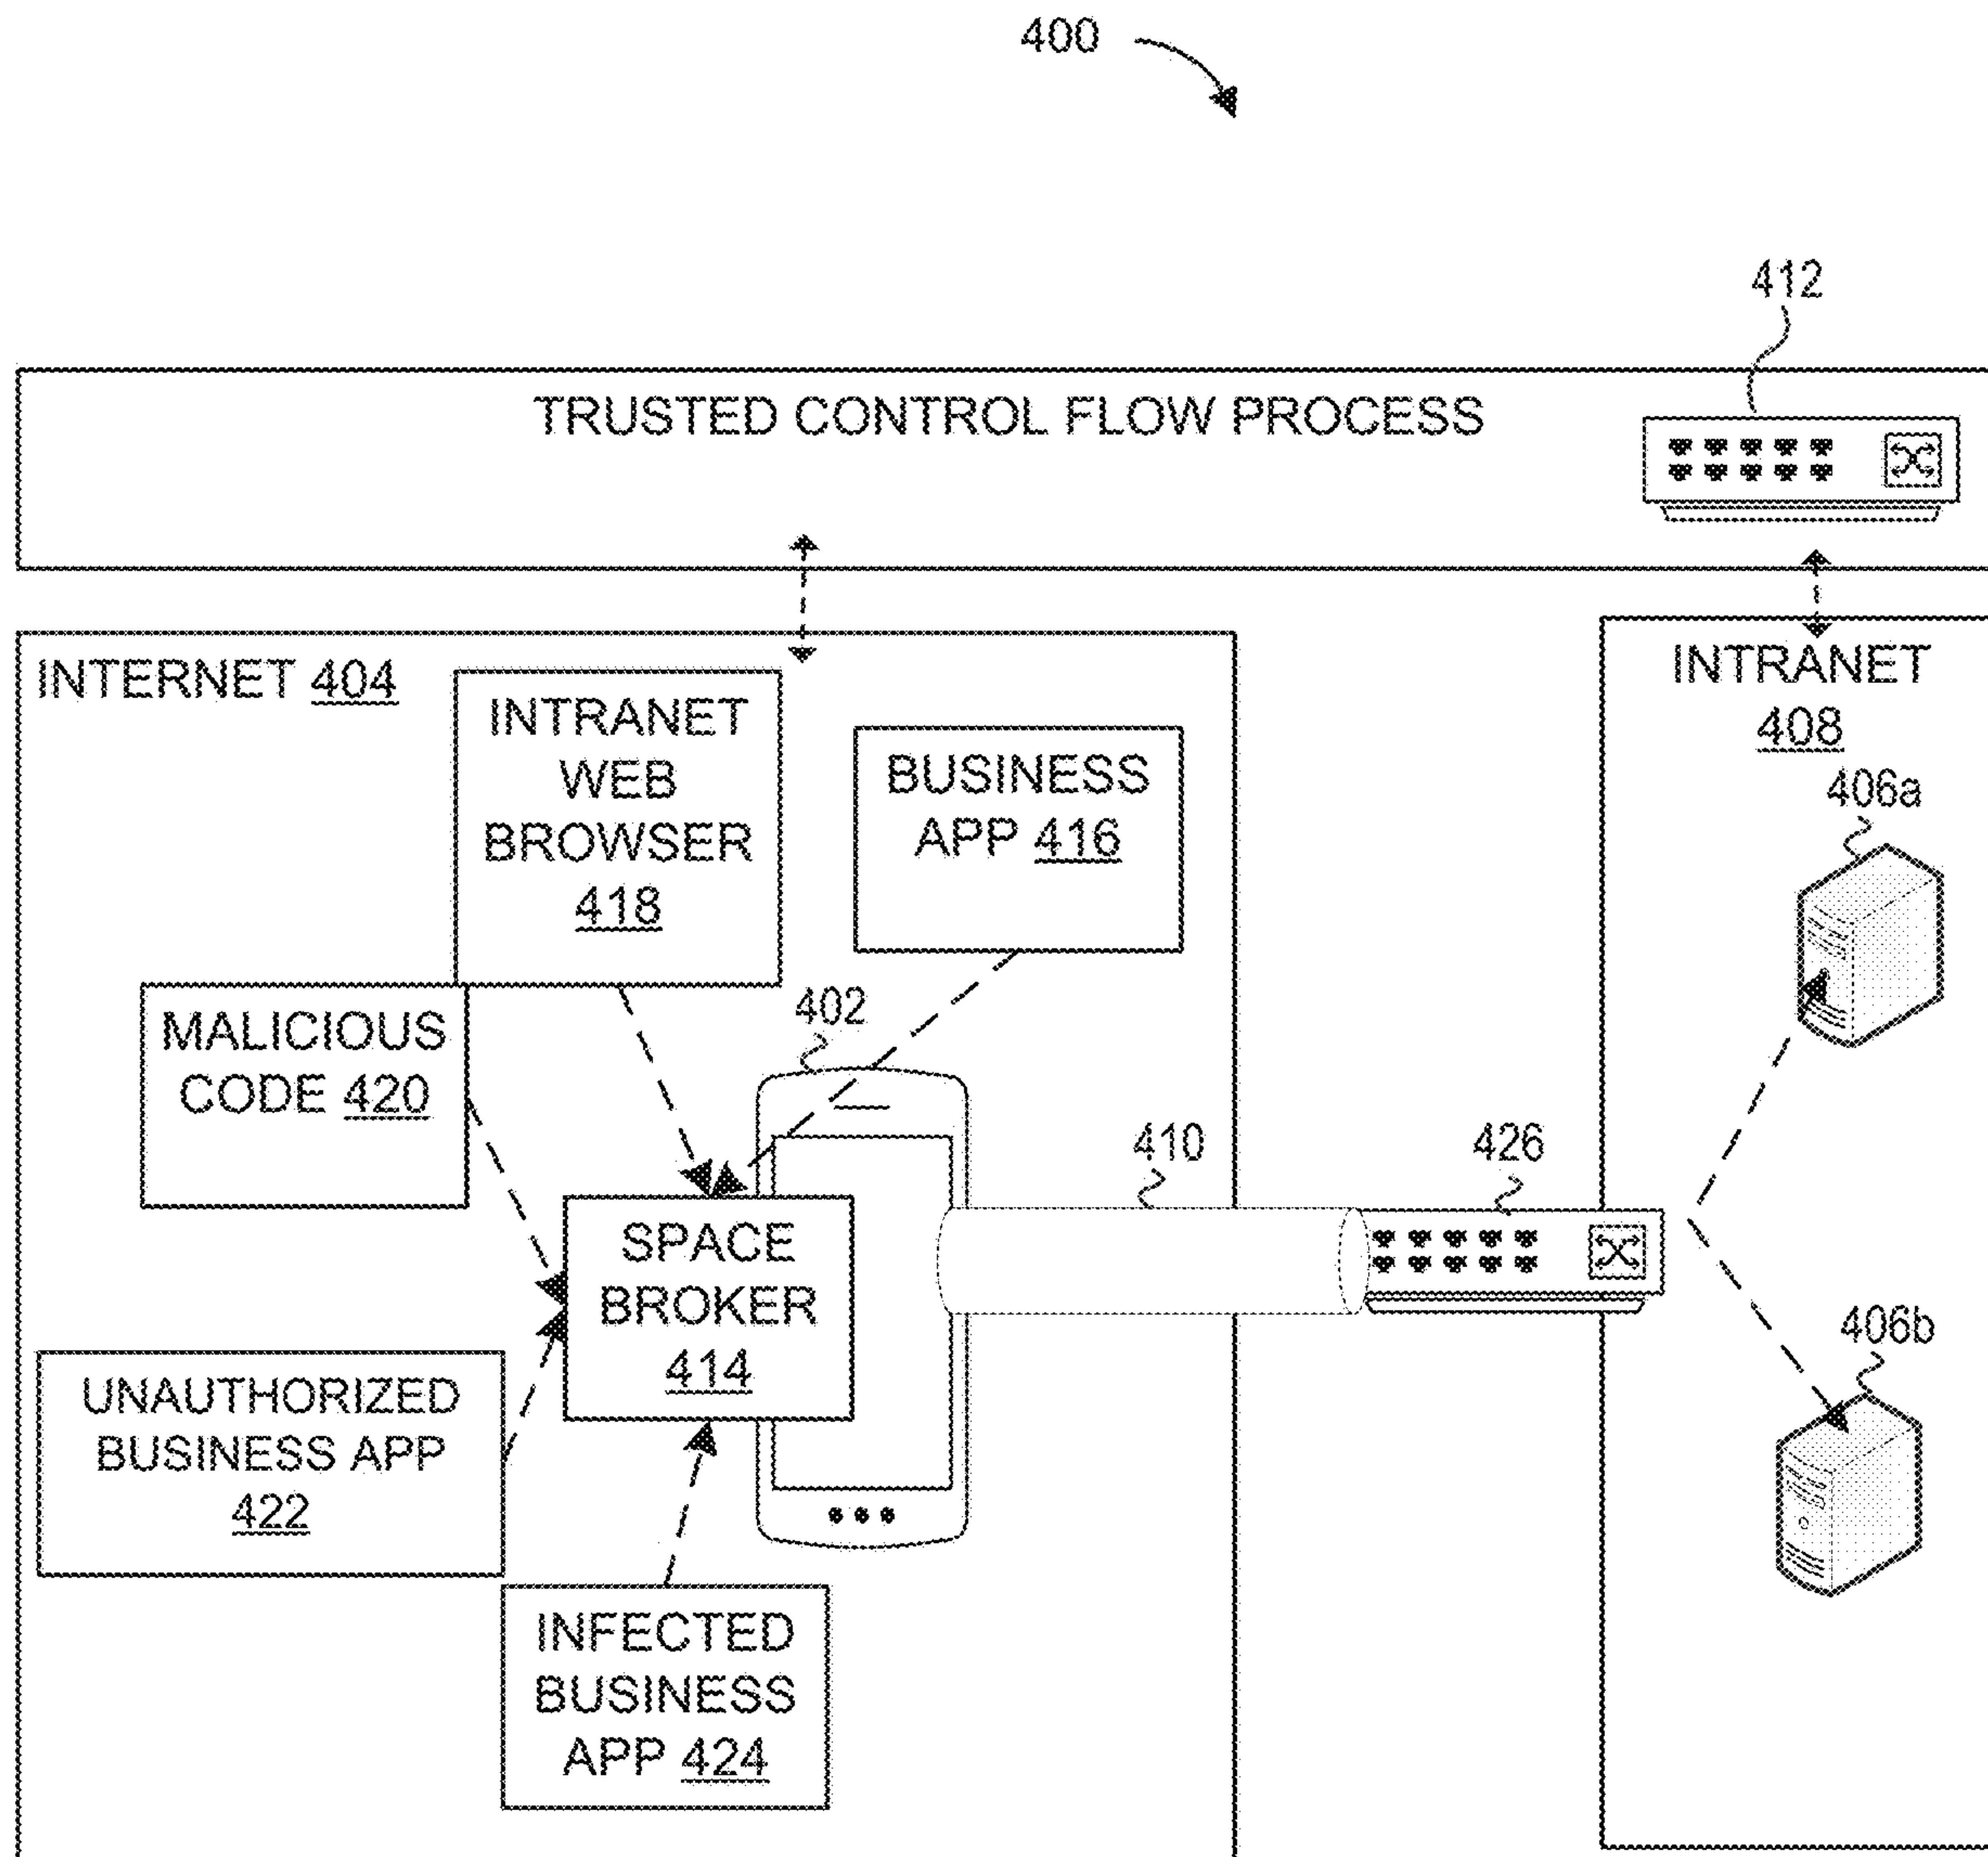 400
412
TRUSTED CONTROL FLOW PROCESS
INTERNET 404
INTRANET
WEB
BROWSER
418
BUSINESS
APP 416
INTRANET
408
406a
MALICIOUS
CODE 420
402
410
426
SPACE
BROKER
414
406b
UNAUTHORIZED
BUSINESS APP
422
INFECTED
BUSINESS
APP 424